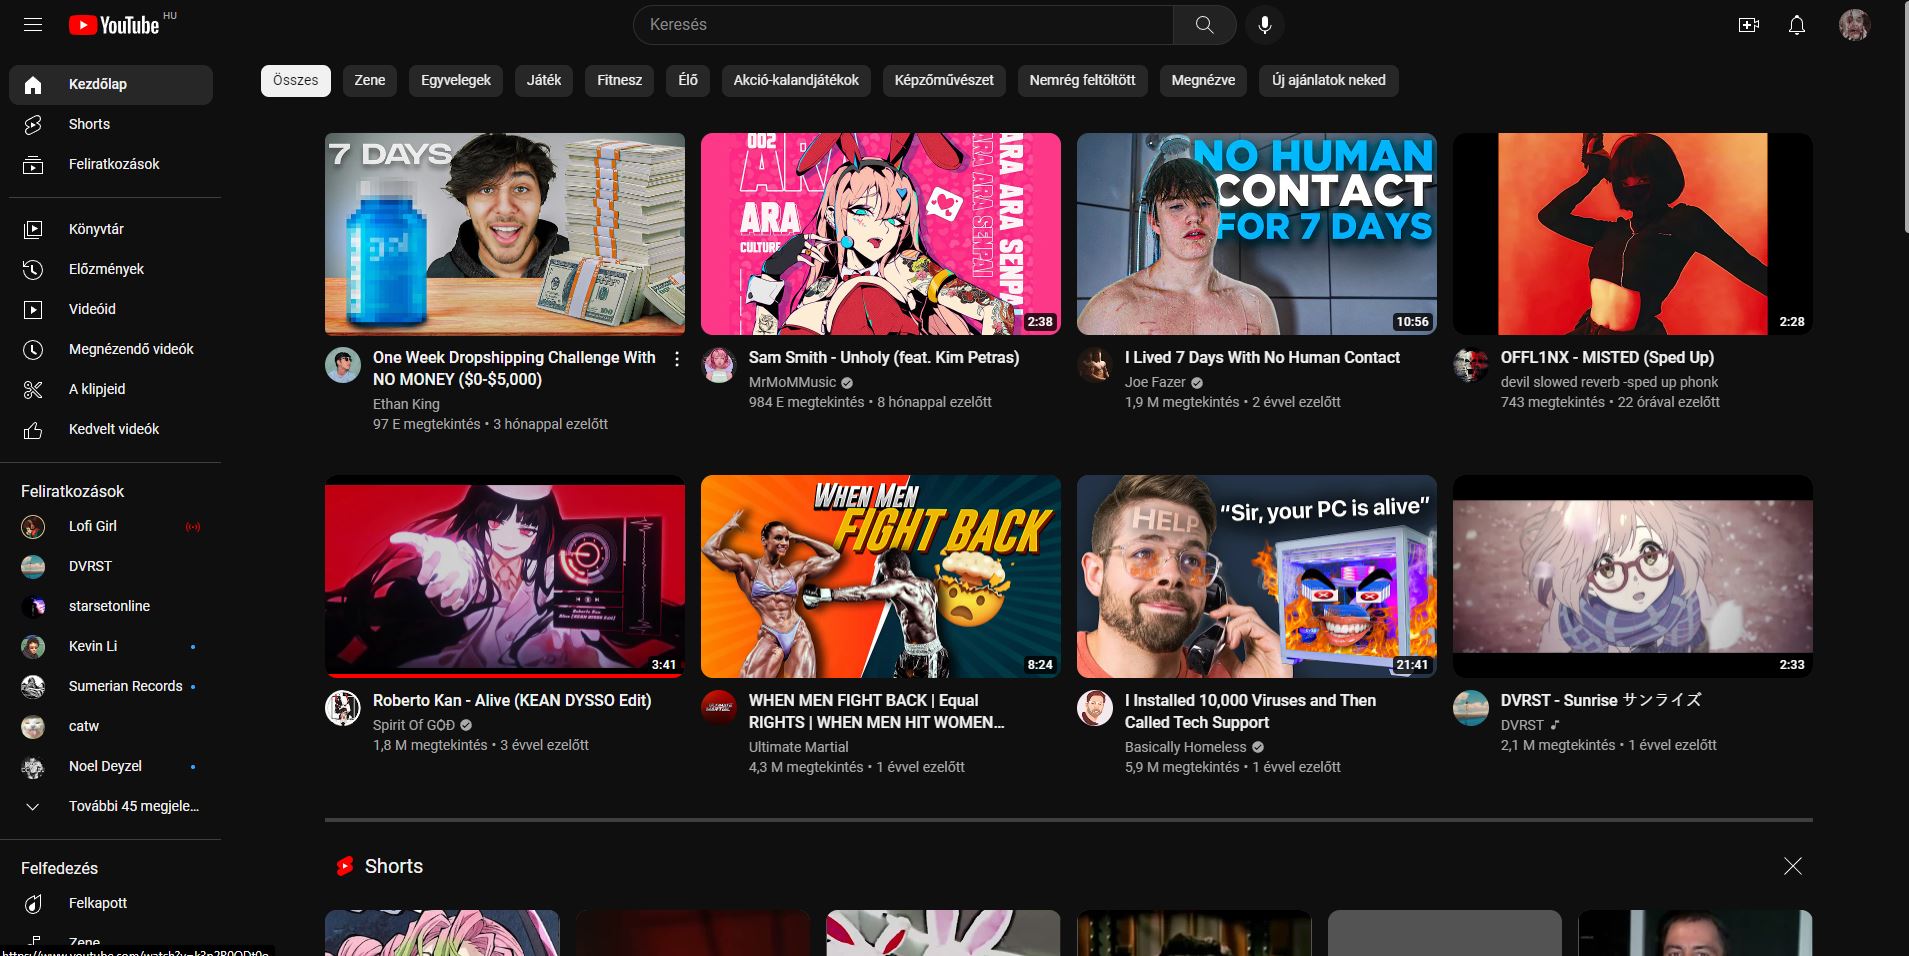 YouTube HU
Keresés
Kezdőlap
Shorts
Feliratkozások
Könyvtár
Előzmények
Videóid
Megnézendő videók
A klipjeid
Kedvelt videók
Feliratkozások
Lofi Girl
DVRST
starsetonline
Kevin Li
Sumerian Records
catw
Noel Deyzel
További 45 megjele...
Felfedezés
Felkapott
Zene
Összes
Zene
Egyvelegek
Játék
Fitnesz
Élő
Akció-kalandjátékok
Képzőművészet
Nemrég feltöltött
Megnézve
Új ajánlatok neked
7 DAYS
One Week Dropshipping Challenge With
NO MONEY ($0-$5,000)
Ethan King
97 E megtekintés • 3 hónappal ezelőtt
002
ARA
ARA
CULTURE
ARA ARA SENPAI
ARA ARA SENPAI
2:38
Sam Smith - Unholy (feat. Kim Petras)
MrMoMMusic
984 E megtekintés • 8 hónappal ezelőtt
NO HUMAN
CONTACT
FOR 7 DAYS
10:56
I Lived 7 Days With No Human Contact
Joe Fazer
1,9 M megtekintés • 2 évvel ezelőtt
2:28
OFFL1NX - MISTED (Sped Up)
devil slowed reverb -sped up phonk
743 megtekintés • 22 órával ezelőtt
3:41
Roberto Kan - Alive (KEAN DYSSO Edit)
Spirit Of GØĐ
1,8 M megtekintés • 3 évvel ezelőtt
WHEN MEN
FIGHT BACK
8:24
WHEN MEN FIGHT BACK | Equal
RIGHTS | WHEN MEN HIT WOMEN...
Ultimate Martial
4,3 M megtekintés • 1 évvel ezelőtt
HELP
“Sir, your PC is alive”
21:41
I Installed 10,000 Viruses and Then
Called Tech Support
Basically Homeless
5,9 M megtekintés • 1 évvel ezelőtt
2:33
DVRST - Sunrise サンライズ
DVRST
2,1 M megtekintés • 1 évvel ezelőtt
Shorts